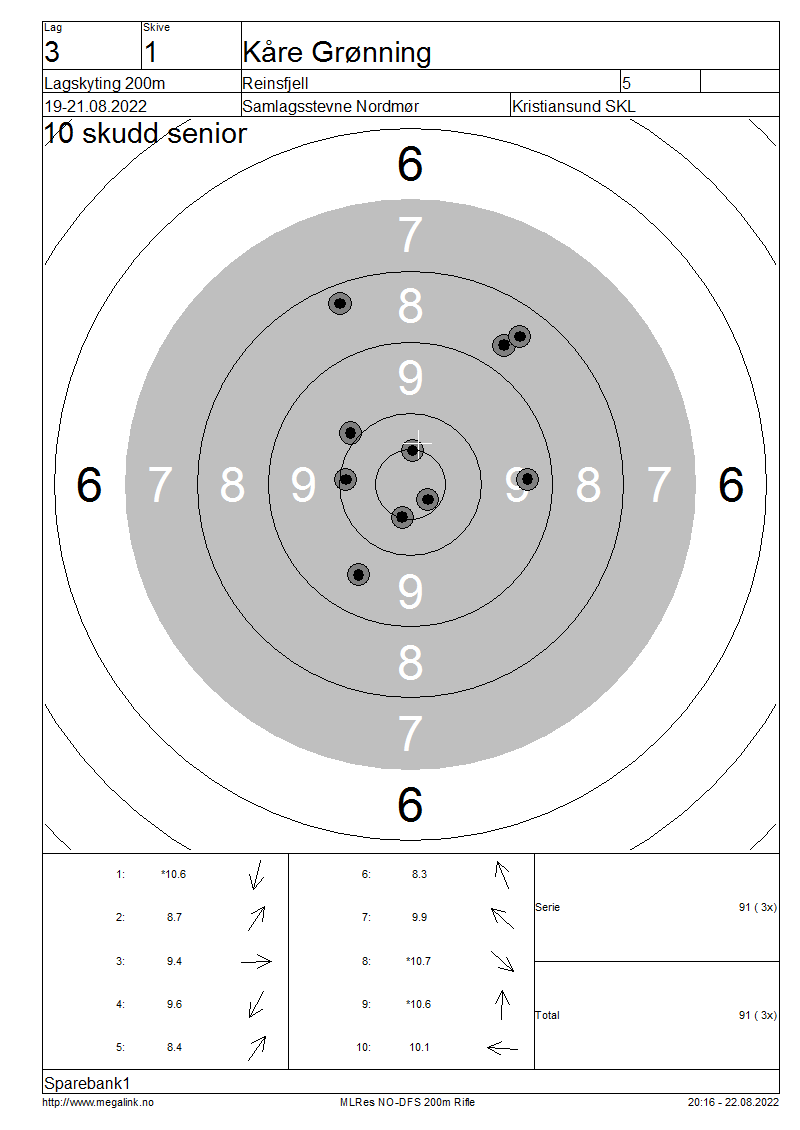 Lag Skive
3 1 Kåre Grønning
Lagskyting 200m Reinsfjell 5
19-21.08.2022 Samlagsstevne Nordmør Kristiansund SKL
10 skudd senior
6
7
8
9
6 7 8 9 9 8 7 6
9
8
7
6
1: *10.6 6: 8.3
2: 8.7 7: 9.9
Serie 91 ( 3x)
3: 9.4 8: *10.7
4: 9.6 9: *10.6
Total 91 ( 3x)
5: 8.4 10: 10.1
Sparebank1
http://www.megalink.no MLRes NO-DFS 200m Rifle 20:16 - 22.08.2022